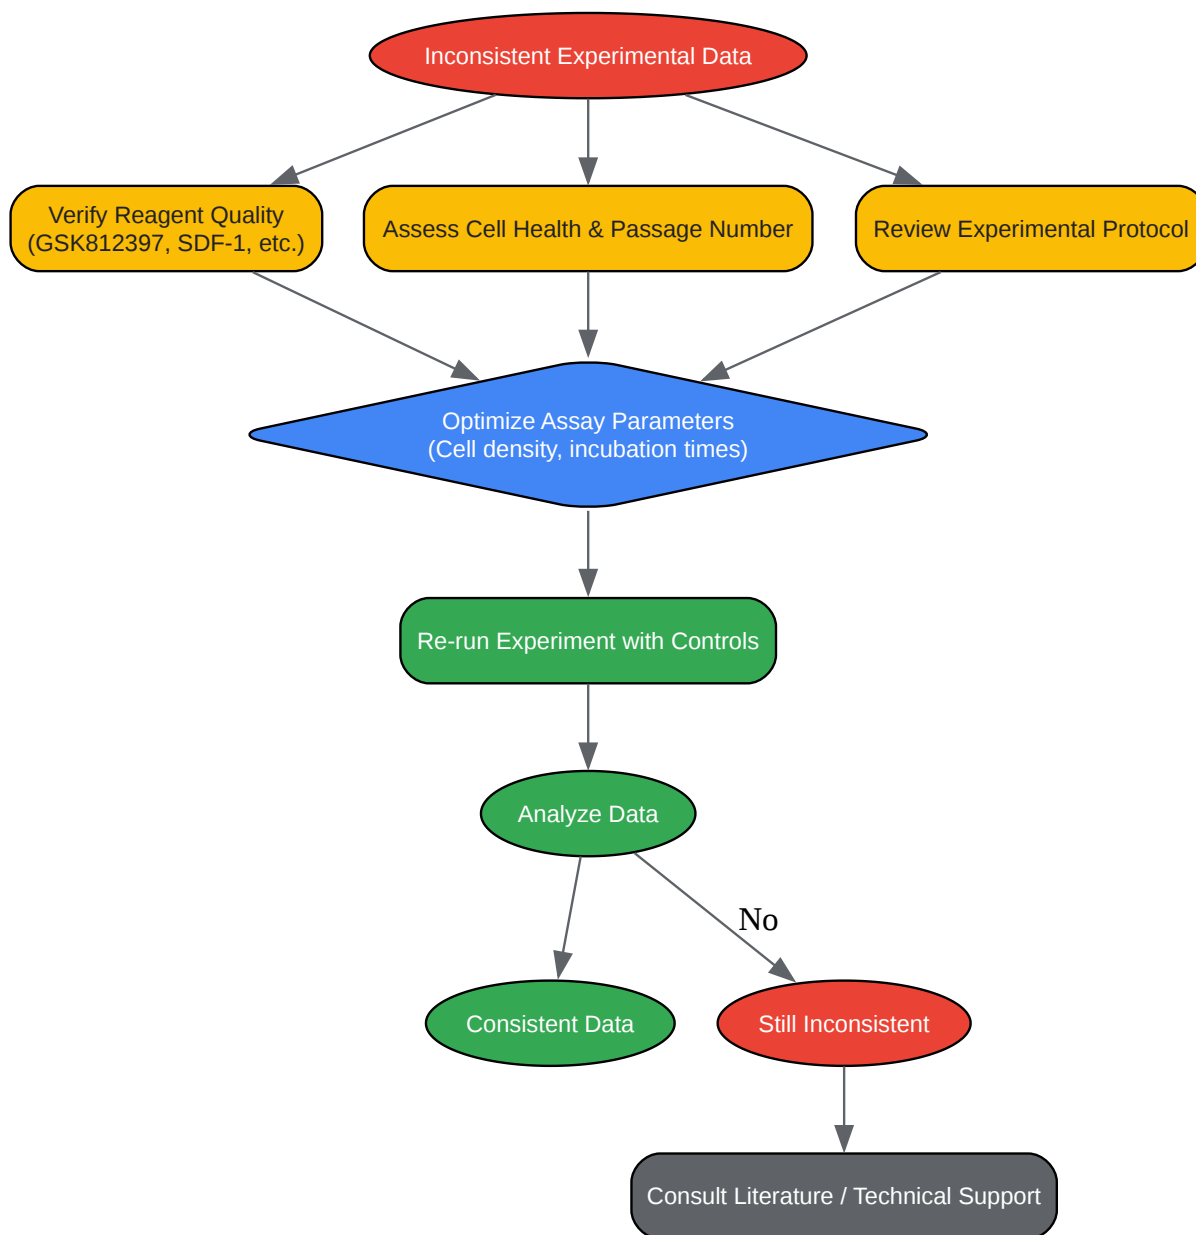 Inconsistent Experimental Data
Verify Reagent Quality
(GSK812397, SDF-1, etc.)
Assess Cell Health & Passage Number
Review Experimental Protocol
Optimize Assay Parameters
(Cell density, incubation times)
Re-run Experiment with Controls
Analyze Data
No
Consistent Data
Still Inconsistent
Consult Literature / Technical Support